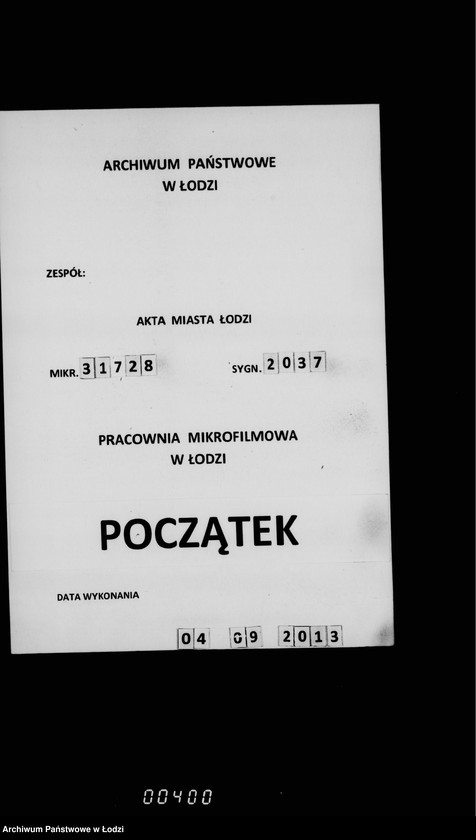 ARCHIWUM PAŃSTWOWE
W ŁODZI
ZESPÓŁ:
AKTA MIASTA ŁODZI
MIKR. 31728 SYGN. 2037
PRACOWNIA MIKROFILMOWA
W ŁODZI
POCZĄTEK
DATA WYKONANIA
04 09 2013
00400
Archiwum Państwowe w Łodzi